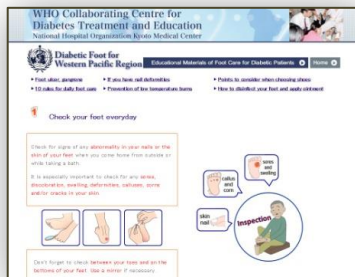 WHO Collaborating Centre for
Diabetes Treatment and Education
National Hospital Organization Kyoto Medical Center
Diabetic Foot for
Western Pacific Region
Educational Materials of Foot Care for Diabetic Patients
Home
Foot ulcer, gangrene
If you have nail deformities
Points to consider when choosing shoes
10 rules for daily foot care
Prevention of low temperature burns
How to disinfect your feet and apply ointment
1 Check your feet everyday
Check for signs of any abnormality in your nails or the
skin of your feet when you come home from outside or
while taking a bath.
It is especially important to check for any sores,
discoloration, swelling, deformities, calluses, corns
and/or cracks in your skin.
callus
and
corn
sores
and
swelling
skin
nail
Inspection
Don't forget to check between your toes and on the
bottoms of your feet. Use a mirror if necessary.